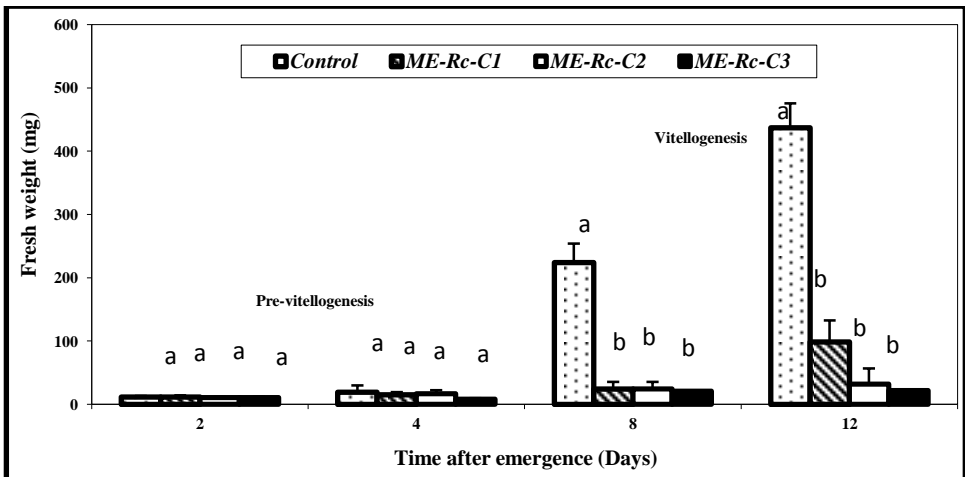 600
Control ME-Rc-C1 ME-Rc-C2 ME-Rc-C3
500
Vitellogenesis
a
400
Fresh weight (mg)
300
a
200
b
Pre-vitellogenesis
b b b b b
100
a a a a a a a a
0
2 4 8 12
Time after emergence (Days)